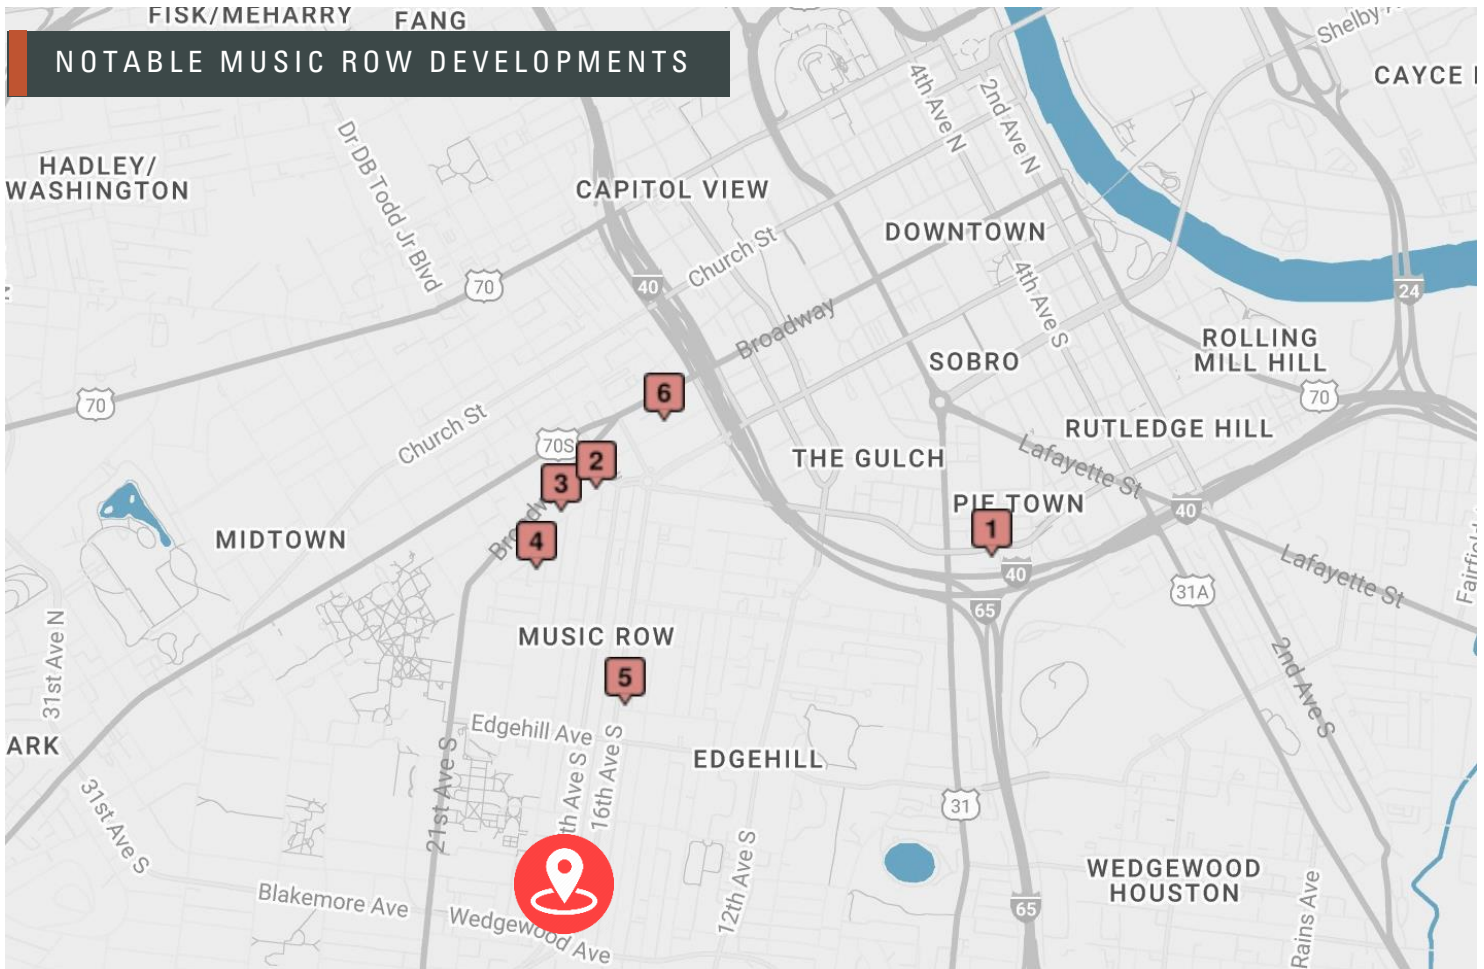 FISK/MEHARRY
FANG
NOTABLE MUSIC ROW DEVELOPMENTS
Shelby
CAYCE
4th Ave N
2nd Ave N
Dr DB Todd Jr Blvd
HADLEY/
WASHINGTON
CAPITOL VIEW
DOWNTOWN
Church St
70
40
4th Ave S
24
Broadway
ROLLING
MILL HILL
SOBRO
6
70
70
Church St
RUTLEDGE HILL
70S
2
THE GULCH
Lafayette St
3
PIE TOWN
40
MIDTOWN
1
4
40
Lafayette St
31A
65
31st Ave N
MUSIC ROW
5
2nd Ave S
Edgehill Ave
ARK
EDGEHILL
21st Ave S
th Ave S
16th Ave S
31
31st Ave S
12th Ave S
WEDGEWOOD
HOUSTON
Blakemore Ave
Wedgewood Ave
65
Rains Ave